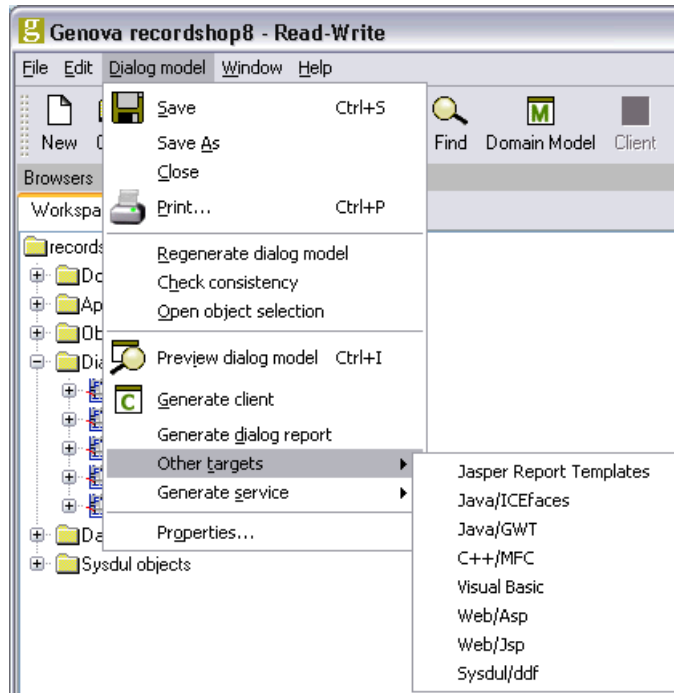 g Genova recordshop8 - Read-Write
File Edit Dialog model Window Help
New Find Domain Model Client
Browsers
Save Ctrl+S
Save As
Close
Print... Ctrl+P
Regenerate dialog model
Check consistency
Open object selection
Preview dialog model Ctrl+I
C Generate client
Generate dialog report
Other targets
Generate service
Properties...
Sysdul objects
Jasper Report Templates
Java/ICEfaces
Java/GWT
C++/MFC
Visual Basic
Web/Asp
Web/Jsp
Sysdul/ddf